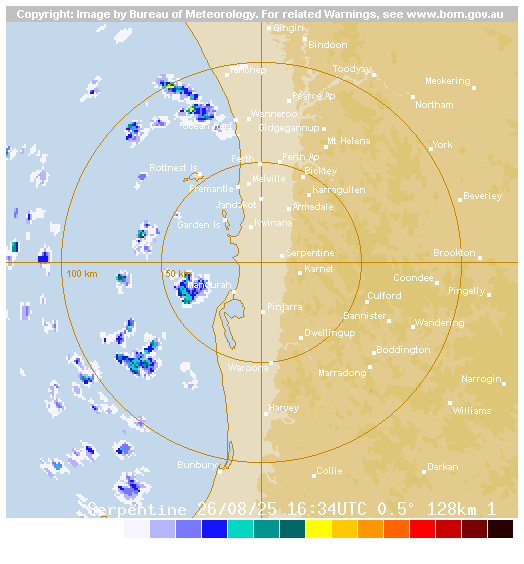 Copyright: Image by Bureau of Meteorology. For related Warnings, see www.bom.gov.au
Gingin
Bindoon
Yanchep
Toodyay
Meckering
Pearce Ap
Northam
Wanneroo
Ocean Reef
Gidgegannup
Mt Helena
York
Perth
Perth Ap
Rottnest Is
Bickley
Melville
Fremantle
Karragullen
Beverley
Jandakot
Armadale
Garden Is
Kwinana
Serpentine
Brookton
Karnet
100 km
50 km
Coondee
Mandurah
Culford
Pingelly
Pinjarra
Bannister
Wandering
Dwellingup
Boddington
Waroona
Marradong
Narrogin
Harvey
Williams
Bunbury
Collie
Darkan
Serpentine 26/08/25 16:34UTC 0.5° 128km 1